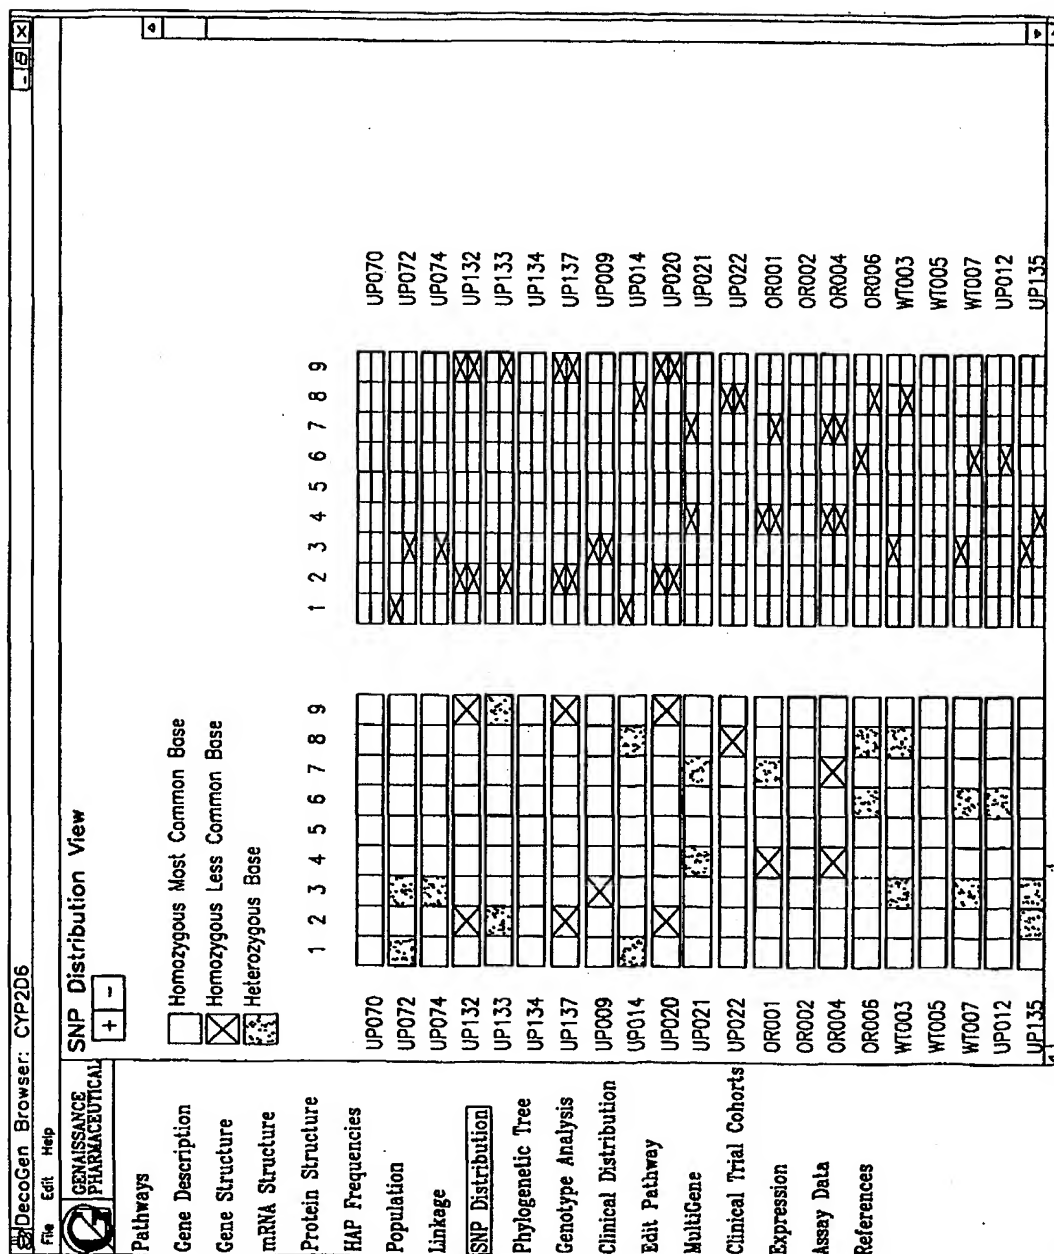 DecoGen Browser: CYP2D6
File Edit Help
GENAISSANCE
PHARMACEUTICAL
Pathways
Gene Description
Gene Structure
mRNA Structure
Protein Structure
HAP Frequencies
Population
Linkage
SNP Distribution
Phylogenetic Tree
Genotype Analysis
Clinical Distribution
Edit Pathway
MultiGene
Clinical Trial Cohorts
Expression
Assay Data
References
SNP Distribution View
+ -
Homozygous Most Common Base
Homozygous Less Common Base
Heterozygous Base
1 2 3 4 5 6 7 8 9 1 2 3 4 5 6 7 8 9
UP070 UP070
UP072 UP072
UP074 UP074
UP132 UP132
UP133 UP133
UP134 UP134
UP137 UP137
UP009 UP009
UP014 UP014
UP020 UP020
UP021 UP021
UP022 UP022
OR001 OR001
OR002 OR002
OR004 OR004
OR006 OR006
WT003 WT003
WT005 WT005
WT007 WT007
UP012 UP012
UP135 UP135